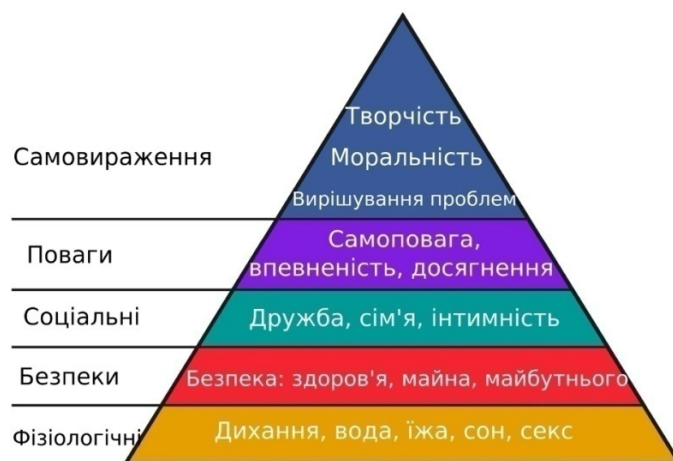 Творчість
Самовираження
Моральність
Вирішування проблем
Поваги
Самоповага,
впевненість, досягнення
Соціальні
Дружба, сім'я, інтимність
Безпеки
Безпека: здоров'я, майна, майбутнього
Фізіологічні
Дихання, вода, їжа, сон, секс